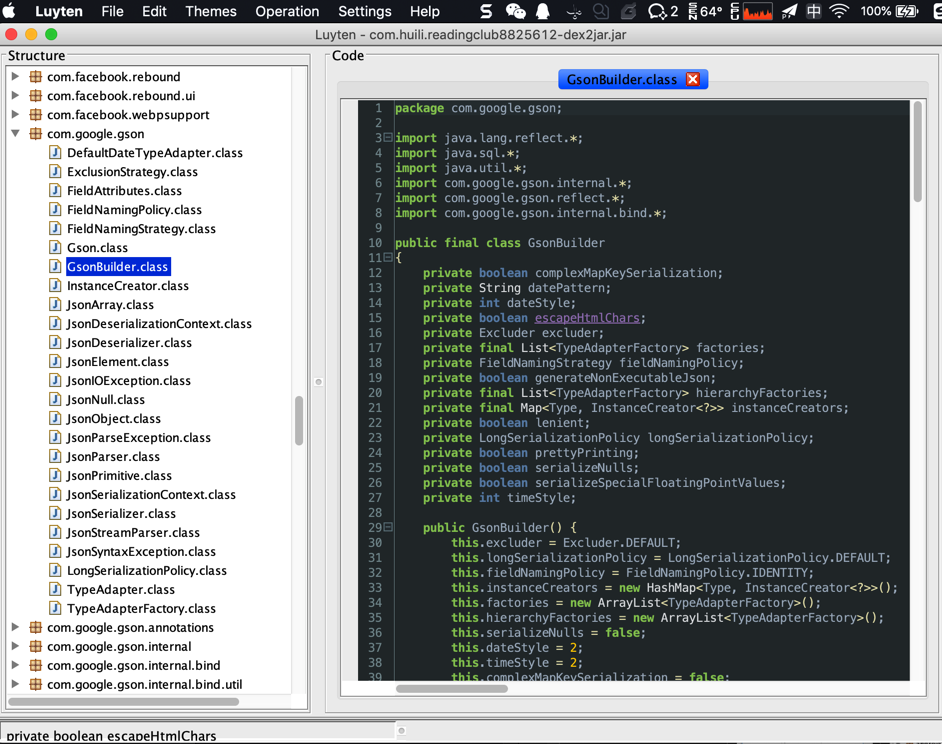 Luyten File Edit Themes Operation Settings Help 2 64° 中 100%
Luyten - com.huili.readingclub8825612-dex2jar.jar
Structure
com.facebook.rebound
com.facebook.rebound.ui
com.facebook.webpsupport
com.google.gson
DefaultDateTypeAdapter.class
ExclusionStrategy.class
FieldAttributes.class
FieldNamingPolicy.class
FieldNamingStrategy.class
Gson.class
GsonBuilder.class
InstanceCreator.class
JsonArray.class
JsonDeserializationContext.class
JsonDeserializer.class
JsonElement.class
JsonIOException.class
JsonNull.class
JsonObject.class
JsonParseException.class
JsonParser.class
JsonPrimitive.class
JsonSerializationContext.class
JsonSerializer.class
JsonStreamParser.class
JsonSyntaxException.class
LongSerializationPolicy.class
TypeAdapter.class
TypeAdapterFactory.class
com.google.gson.annotations
com.google.gson.internal
com.google.gson.internal.bind
com.google.gson.internal.bind.util
Code
GsonBuilder.class
1 package com.google.gson;
2
3 import java.lang.reflect.*;
4 import java.sql.*;
5 import java.util.*;
6 import com.google.gson.internal.*;
7 import com.google.gson.reflect.*;
8 import com.google.gson.internal.bind.*;
9
10 public final class GsonBuilder
11 {
12 private boolean complexMapKeySerialization;
13 private String datePattern;
14 private int dateStyle;
15 private boolean escapeHtmlChars;
16 private Excluder excluder;
17 private final List<TypeAdapterFactory> factories;
18 private FieldNamingStrategy fieldNamingPolicy;
19 private boolean generateNonExecutableJson;
20 private final List<TypeAdapterFactory> hierarchyFactories;
21 private final Map<Type, InstanceCreator<?>> instanceCreators;
22 private boolean lenient;
23 private LongSerializationPolicy longSerializationPolicy;
24 private boolean prettyPrinting;
25 private boolean serializeNulls;
26 private boolean serializeSpecialFloatingPointValues;
27 private int timeStyle;
28
29 public GsonBuilder() {
30 this.excluder = Excluder.DEFAULT;
31 this.longSerializationPolicy = LongSerializationPolicy.DEFAULT;
32 this.fieldNamingPolicy = FieldNamingPolicy.IDENTITY;
33 this.instanceCreators = new HashMap<Type, InstanceCreator<?>>();
34 this.factories = new ArrayList<TypeAdapterFactory>();
35 this.hierarchyFactories = new ArrayList<TypeAdapterFactory>();
36 this.serializeNulls = false;
37 this.dateStyle = 2;
38 this.timeStyle = 2;
39 this.complexMapKeySerialization = false;
private boolean escapeHtmlChars